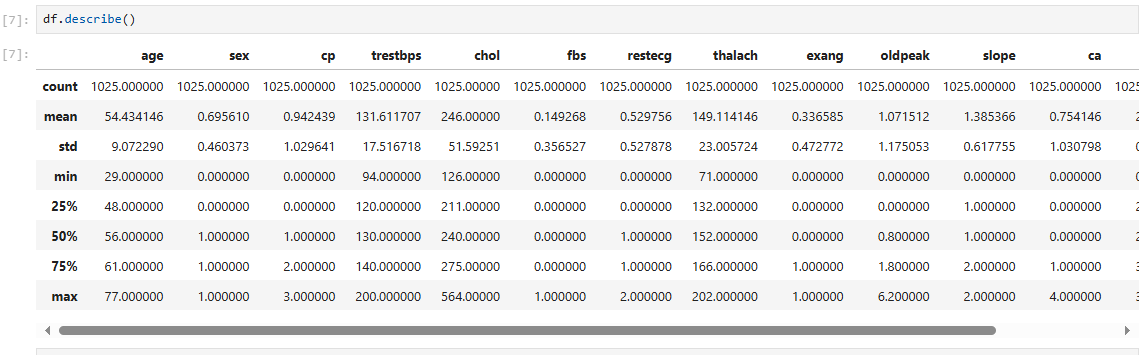 [7]: df.describe()
[7]:
age sex cp trestbps chol fbs restecg thalach exang oldpeak slope ca
count 1025.000000 1025.000000 1025.000000 1025.000000 1025.00000 1025.000000 1025.000000 1025.000000 1025.000000 1025.000000 1025.000000 1025.000000 1025
mean 54.434146 0.695610 0.942439 131.611707 246.00000 0.149268 0.529756 149.114146 0.336585 1.071512 1.385366 0.754146 2
std 9.072290 0.460373 1.029641 17.516718 51.59251 0.356527 0.527878 23.005724 0.472772 1.175053 0.617755 1.030798 0
min 29.000000 0.000000 0.000000 94.000000 126.00000 0.000000 0.000000 71.000000 0.000000 0.000000 0.000000 0.000000 0
25% 48.000000 0.000000 0.000000 120.000000 211.00000 0.000000 0.000000 132.000000 0.000000 0.000000 1.000000 0.000000 2
50% 56.000000 1.000000 1.000000 130.000000 240.00000 0.000000 1.000000 152.000000 0.000000 0.800000 1.000000 0.000000 2
75% 61.000000 1.000000 2.000000 140.000000 275.00000 0.000000 1.000000 166.000000 1.000000 1.800000 2.000000 1.000000 3
max 77.000000 1.000000 3.000000 200.000000 564.00000 1.000000 2.000000 202.000000 1.000000 6.200000 2.000000 4.000000 3